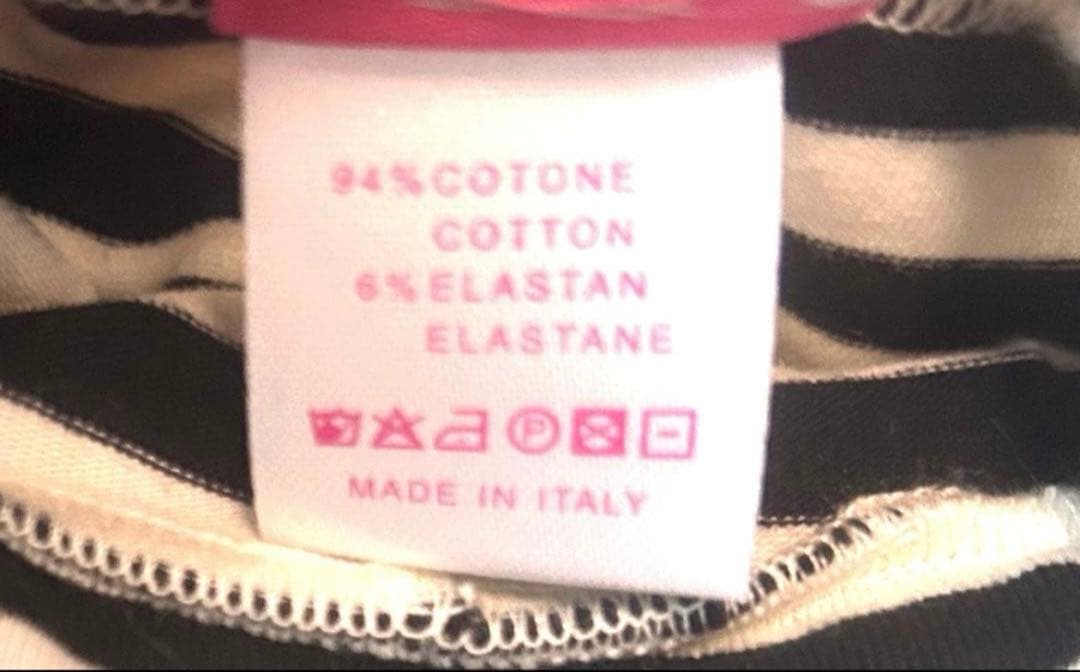 94%COTONE
COTTON
6%ELASTAN
ELASTANE
P
MADE IN ITALY